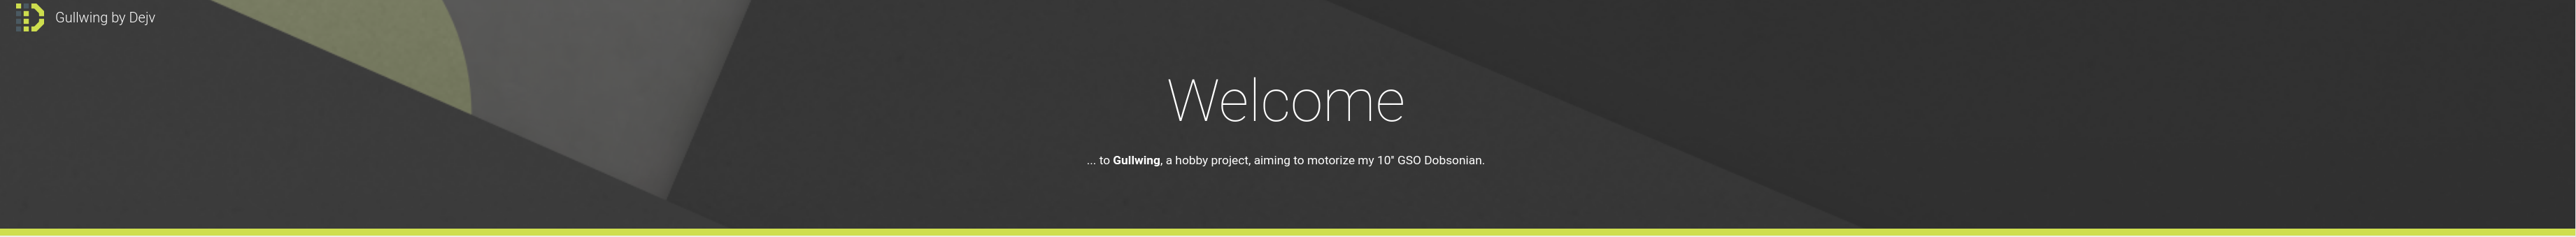 Gullwing by Dejv
Welcome
... to Gullwing, a hobby project, aiming to motorize my 10" GSO Dobsonian.